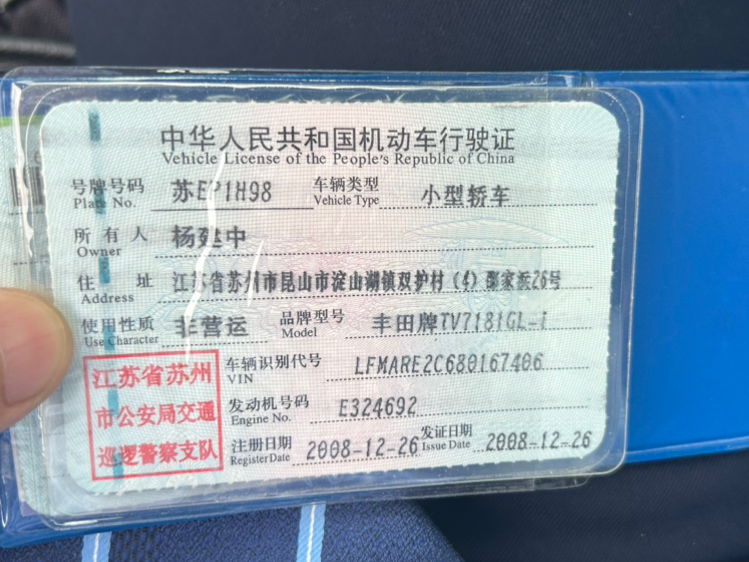 中华人民共和国机动车行驶证
Vehicle License of the People's Republic of China
号牌号码 苏EP1H98 车辆类型 小型轿车
Plate No. Vehicle Type
所有人 杨建中
Owner
住址 江苏省苏州市昆山市淀山湖镇双护村(4)邵家浜26号
Address
使用性质 非营运 品牌型号 丰田牌TV7181GL-i
Use Character Model
江苏省苏州
市公安局交通
巡逻警察支队
车辆识别代号 LFMARE2C680167406
VIN
发动机号码 E324692
Engine No.
注册日期 2008-12-26 发证日期 2008-12-26
Register Date Issue Date